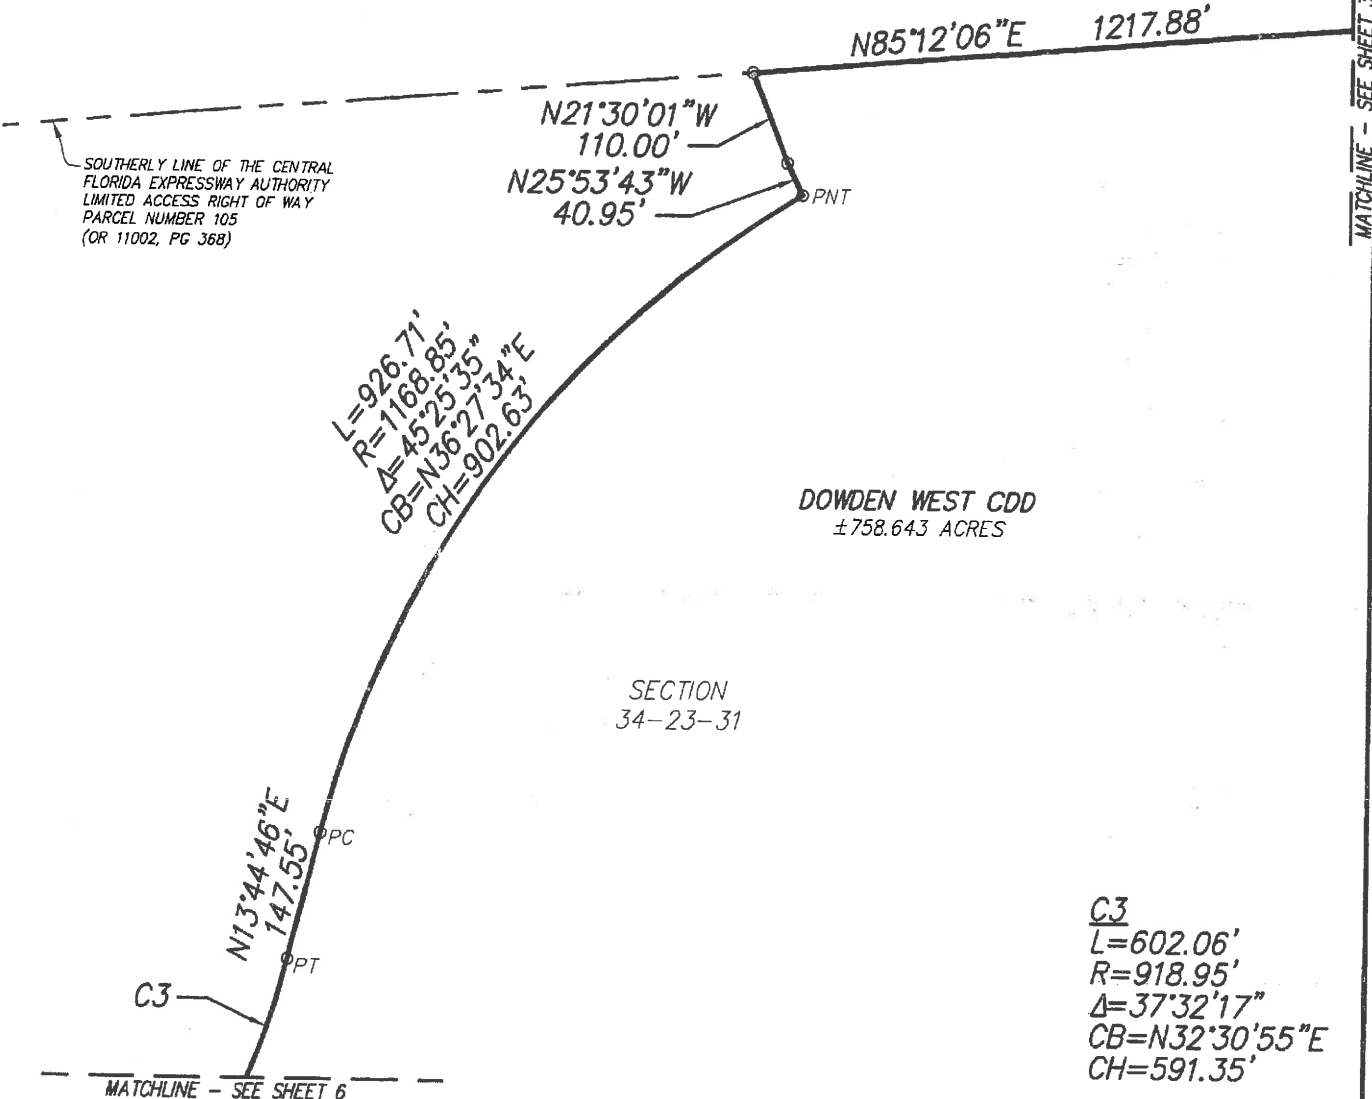 N85°12'06"E 1217.88'
MATCHLINE - SEE SHEET
N21°30'01"W
110.00'
N25°53'43"W
40.95'
PNT
SOUTHERLY LINE OF THE CENTRAL
FLORIDA EXPRESSWAY AUTHORITY
LIMITED ACCESS RIGHT OF WAY
PARCEL NUMBER 105
(OR 11002, PG 368)
L=926.71'
R=1168.85'
Δ=45°25'35"
CB=N36°27'34"E
CH=902.63'
DOWDEN WEST CDD
±758.643 ACRES
SECTION
34-23-31
N13°44'46"E
147.55'
PC
PT
C3
C3
L=602.06'
R=918.95'
Δ=37°32'17"
CB=N32°30'55"E
CH=591.35'
MATCHLINE - SEE SHEET 6